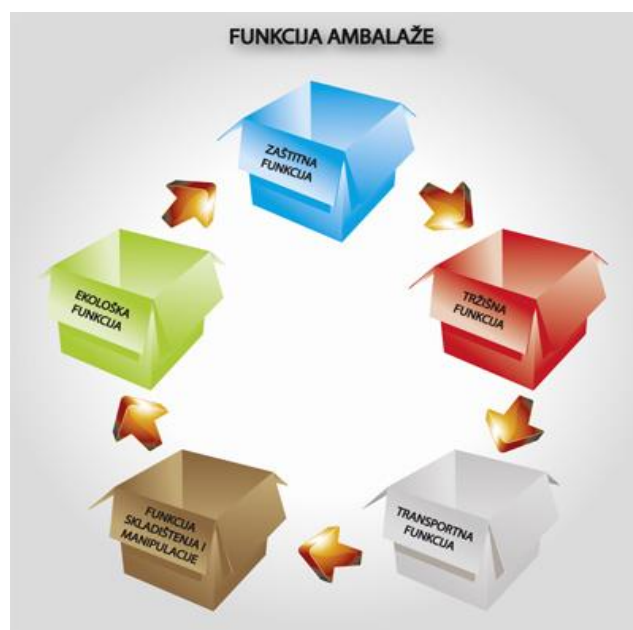 FUNKCIJA AMBALAŽE
ZAŠTITNA
FUNKCIJA
TRŽIŠNA
FUNKCIJA
TRANSPORTNA
FUNKCIJA
FUNKCIJA
SKLADIŠTENJA I
MANIPULACIJE
EKOLOŠKA
FUNKCIJA